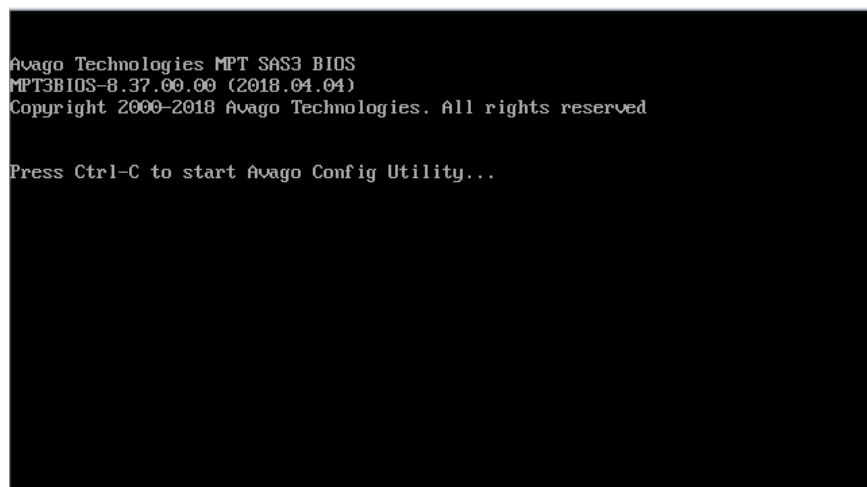 Avago Technologies MPT SAS3 BIOS
MPT3BIOS-8.37.00.00 (2018.04.04)
Copyright 2000-2018 Avago Technologies. All rights reserved
Press Ctrl-C to start Avago Config Utility...